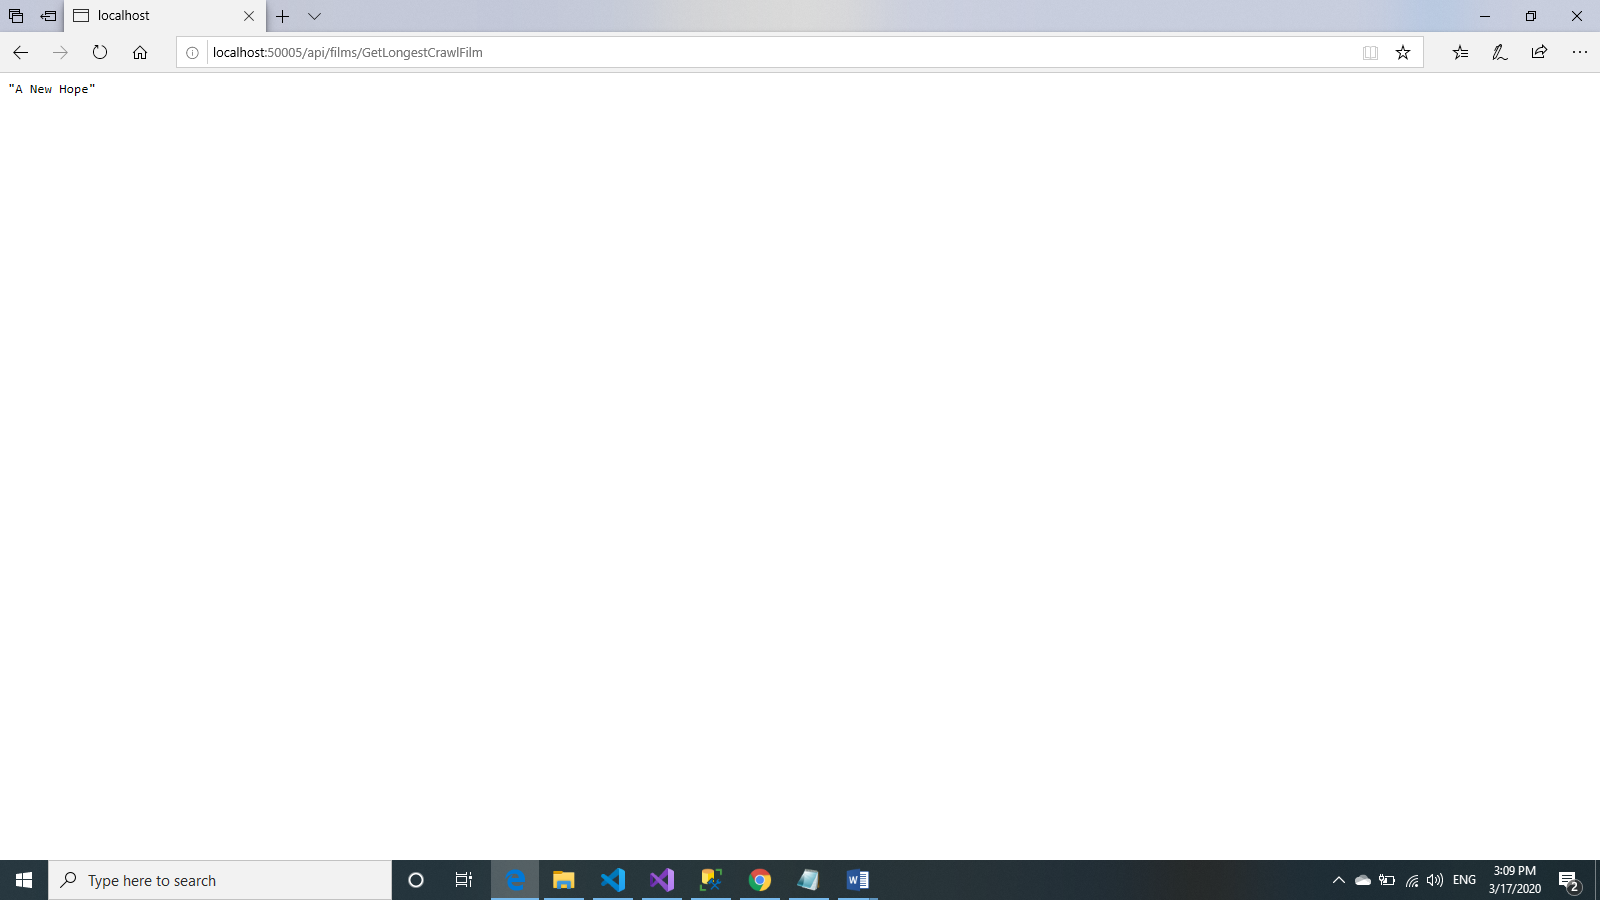 localhost
localhost:50005/api/films/GetLongestCrawlFilm
"A New Hope"
Type here to search
W
ENG
3:09 PM
3/17/2020
2